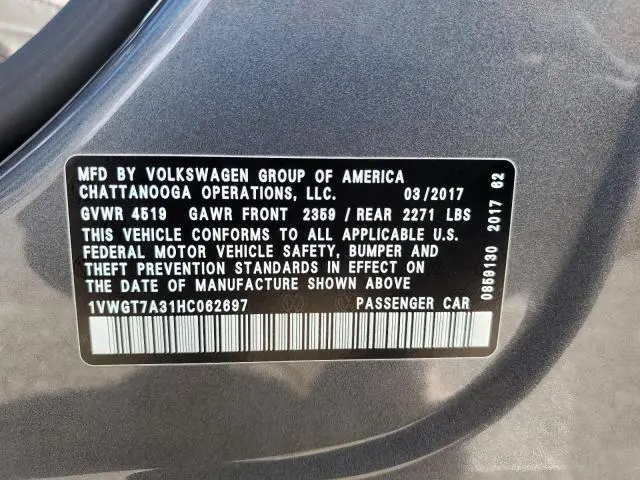 MFD BY VOLKSWAGEN GROUP OF AMERICA
CHATTANOOGA OPERATIONS, LLC. 03/2017
GVWR 4519 GAWR FRONT 2359 / REAR 2271 LBS
THIS VEHICLE CONFORMS TO ALL APPLICABLE U.S.
FEDERAL MOTOR VEHICLE SAFETY, BUMPER AND
THEFT PREVENTION STANDARDS IN EFFECT ON
THE DATE OF MANUFACTURE SHOWN ABOVE
1VWGT7A31HC062697 PASSENGER CAR
0859130 2017 62